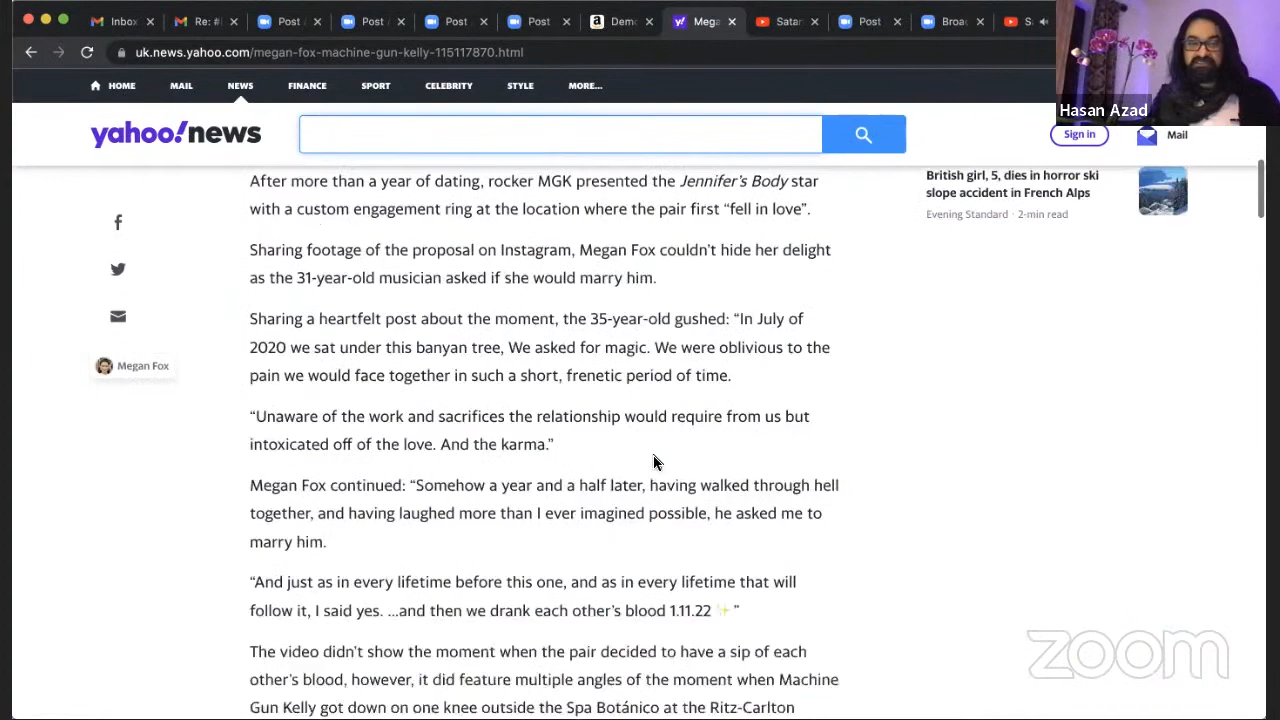 Inbox
Re: #
Post
Post
Post
Post
Demo
Mega
Satan
Post
Broad
S
uk.news.yahoo.com/megan-fox-machine-gun-kelly-115117870.html
HOME MAIL NEWS FINANCE SPORT CELEBRITY STYLE MORE...
Hasan Azad
yahoo!news
Sign in
Mail
After more than a year of dating, rocker MGK presented the Jennifer's Body star
with a custom engagement ring at the location where the pair first “fell in love”.
Sharing footage of the proposal on Instagram, Megan Fox couldn't hide her delight
as the 31-year-old musician asked if she would marry him.
Sharing a heartfelt post about the moment, the 35-year-old gushed: “In July of
2020 we sat under this banyan tree, We asked for magic. We were oblivious to the
pain we would face together in such a short, frenetic period of time.
“Unaware of the work and sacrifices the relationship would require from us but
intoxicated off of the love. And the karma.”
Megan Fox continued: “Somehow a year and a half later, having walked through hell
together, and having laughed more than I ever imagined possible, he asked me to
marry him.
“And just as in every lifetime before this one, and as in every lifetime that will
follow it, I said yes. ...and then we drank each other's blood 1.11.22 ✨ ”
The video didn't show the moment when the pair decided to have a sip of each
other's blood, however, it did feature multiple angles of the moment when Machine
Gun Kelly got down on one knee outside the Spa Botánico at the Ritz-Carlton
Megan Fox
British girl, 5, dies in horror ski
slope accident in French Alps
Evening Standard · 2-min read
zoom